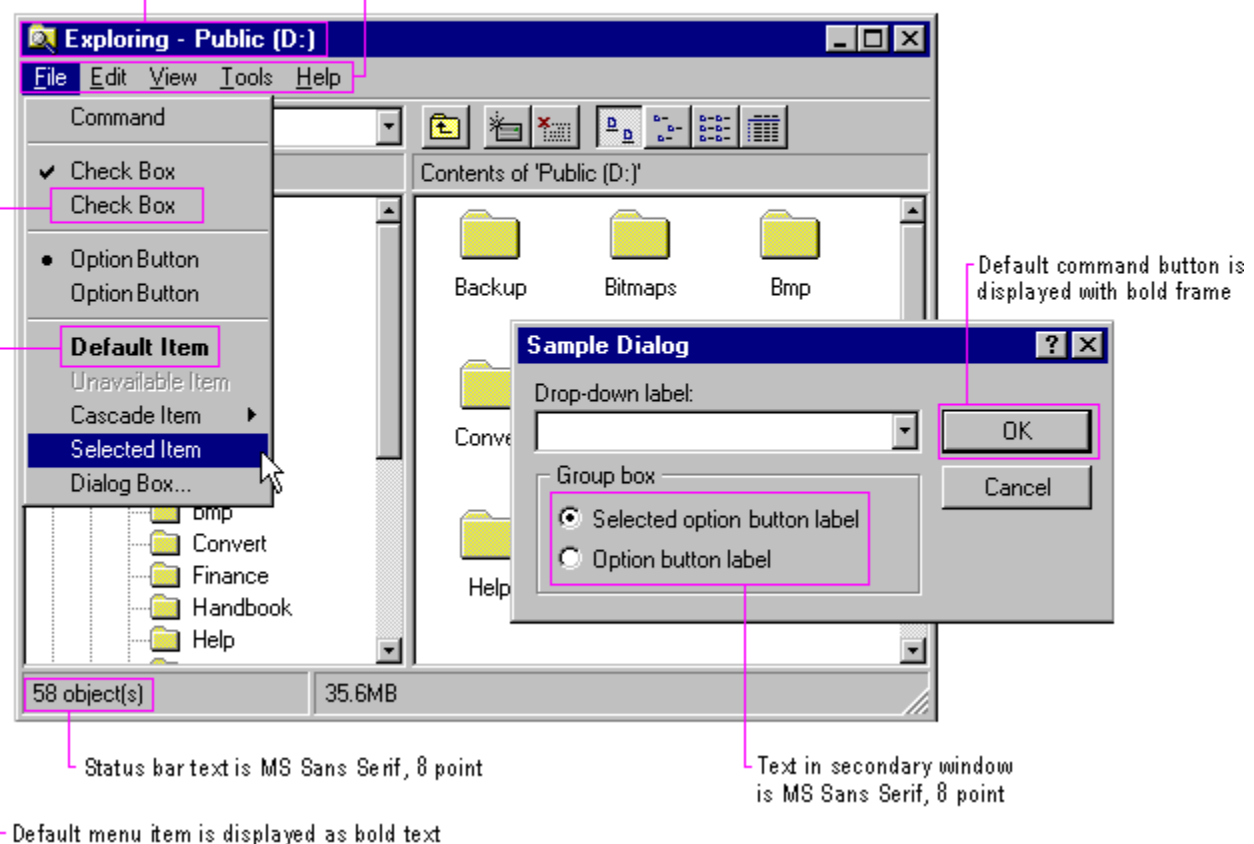 Exploring - Public (D:)
File Edit View Tools Help
Command
Check Box
Check Box
Option Button
Option Button
Default Item
Unavailable Item
Cascade Item
Selected Item
Dialog Box...
bmp
Convert
Finance
Handbook
Help
Contents of 'Public (D:)'
Backup Bitmaps Bmp
Conve
Help
Sample Dialog
Drop-down label:
Group box
Selected option button label
Option button label
OK
Cancel
Default command button is
displayed with bold frame
58 object(s) 35.6MB
Status bar text is MS Sans Serif, 8 point
Text in secondary window
is MS Sans Serif, 8 point
Default menu item is displayed as bold text